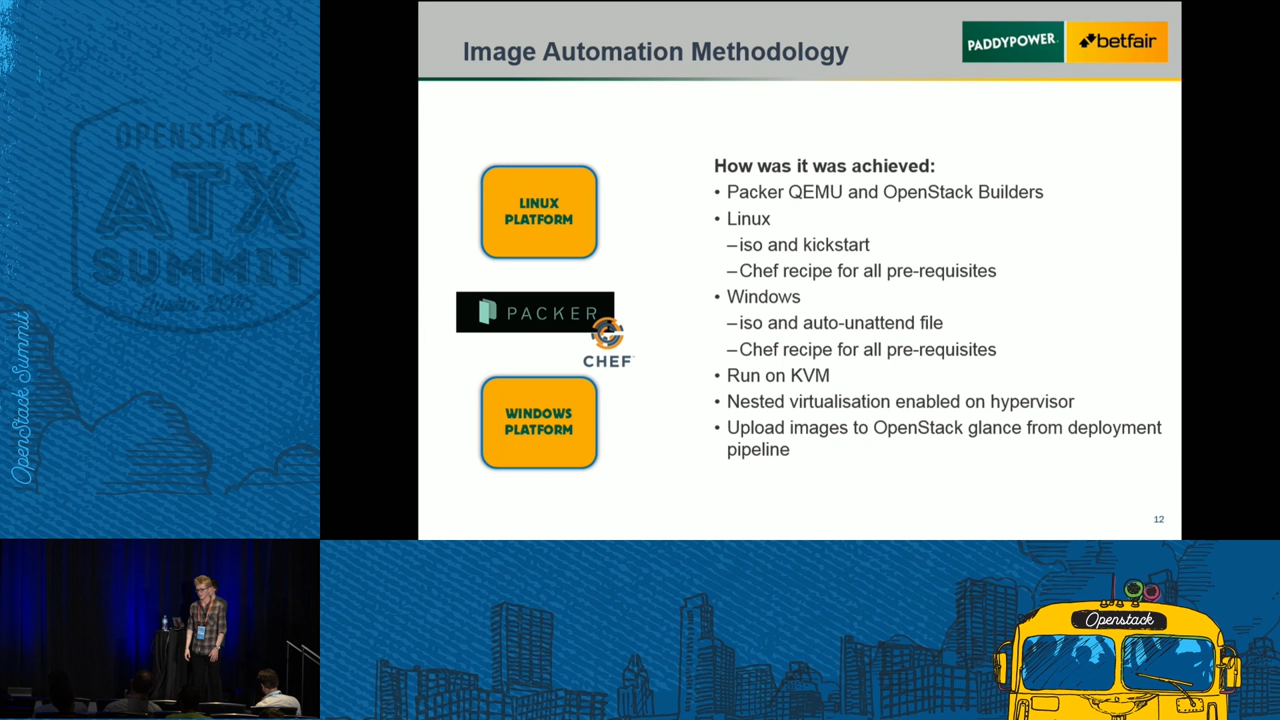 Image Automation Methodology
PADDYPOWER.
betfair
OPENSTACK
ATX
SUMMIT
Austin 2016
OpenStack Summit
LINUX
PLATFORM
PACKER
CHEF
WINDOWS
PLATFORM
How was it was achieved:
• Packer QEMU and OpenStack Builders
• Linux
–iso and kickstart
–Chef recipe for all pre-requisites
• Windows
–iso and auto-unattend file
–Chef recipe for all pre-requisites
• Run on KVM
• Nested virtualisation enabled on hypervisor
• Upload images to OpenStack glance from deployment
pipeline
12
Openstack